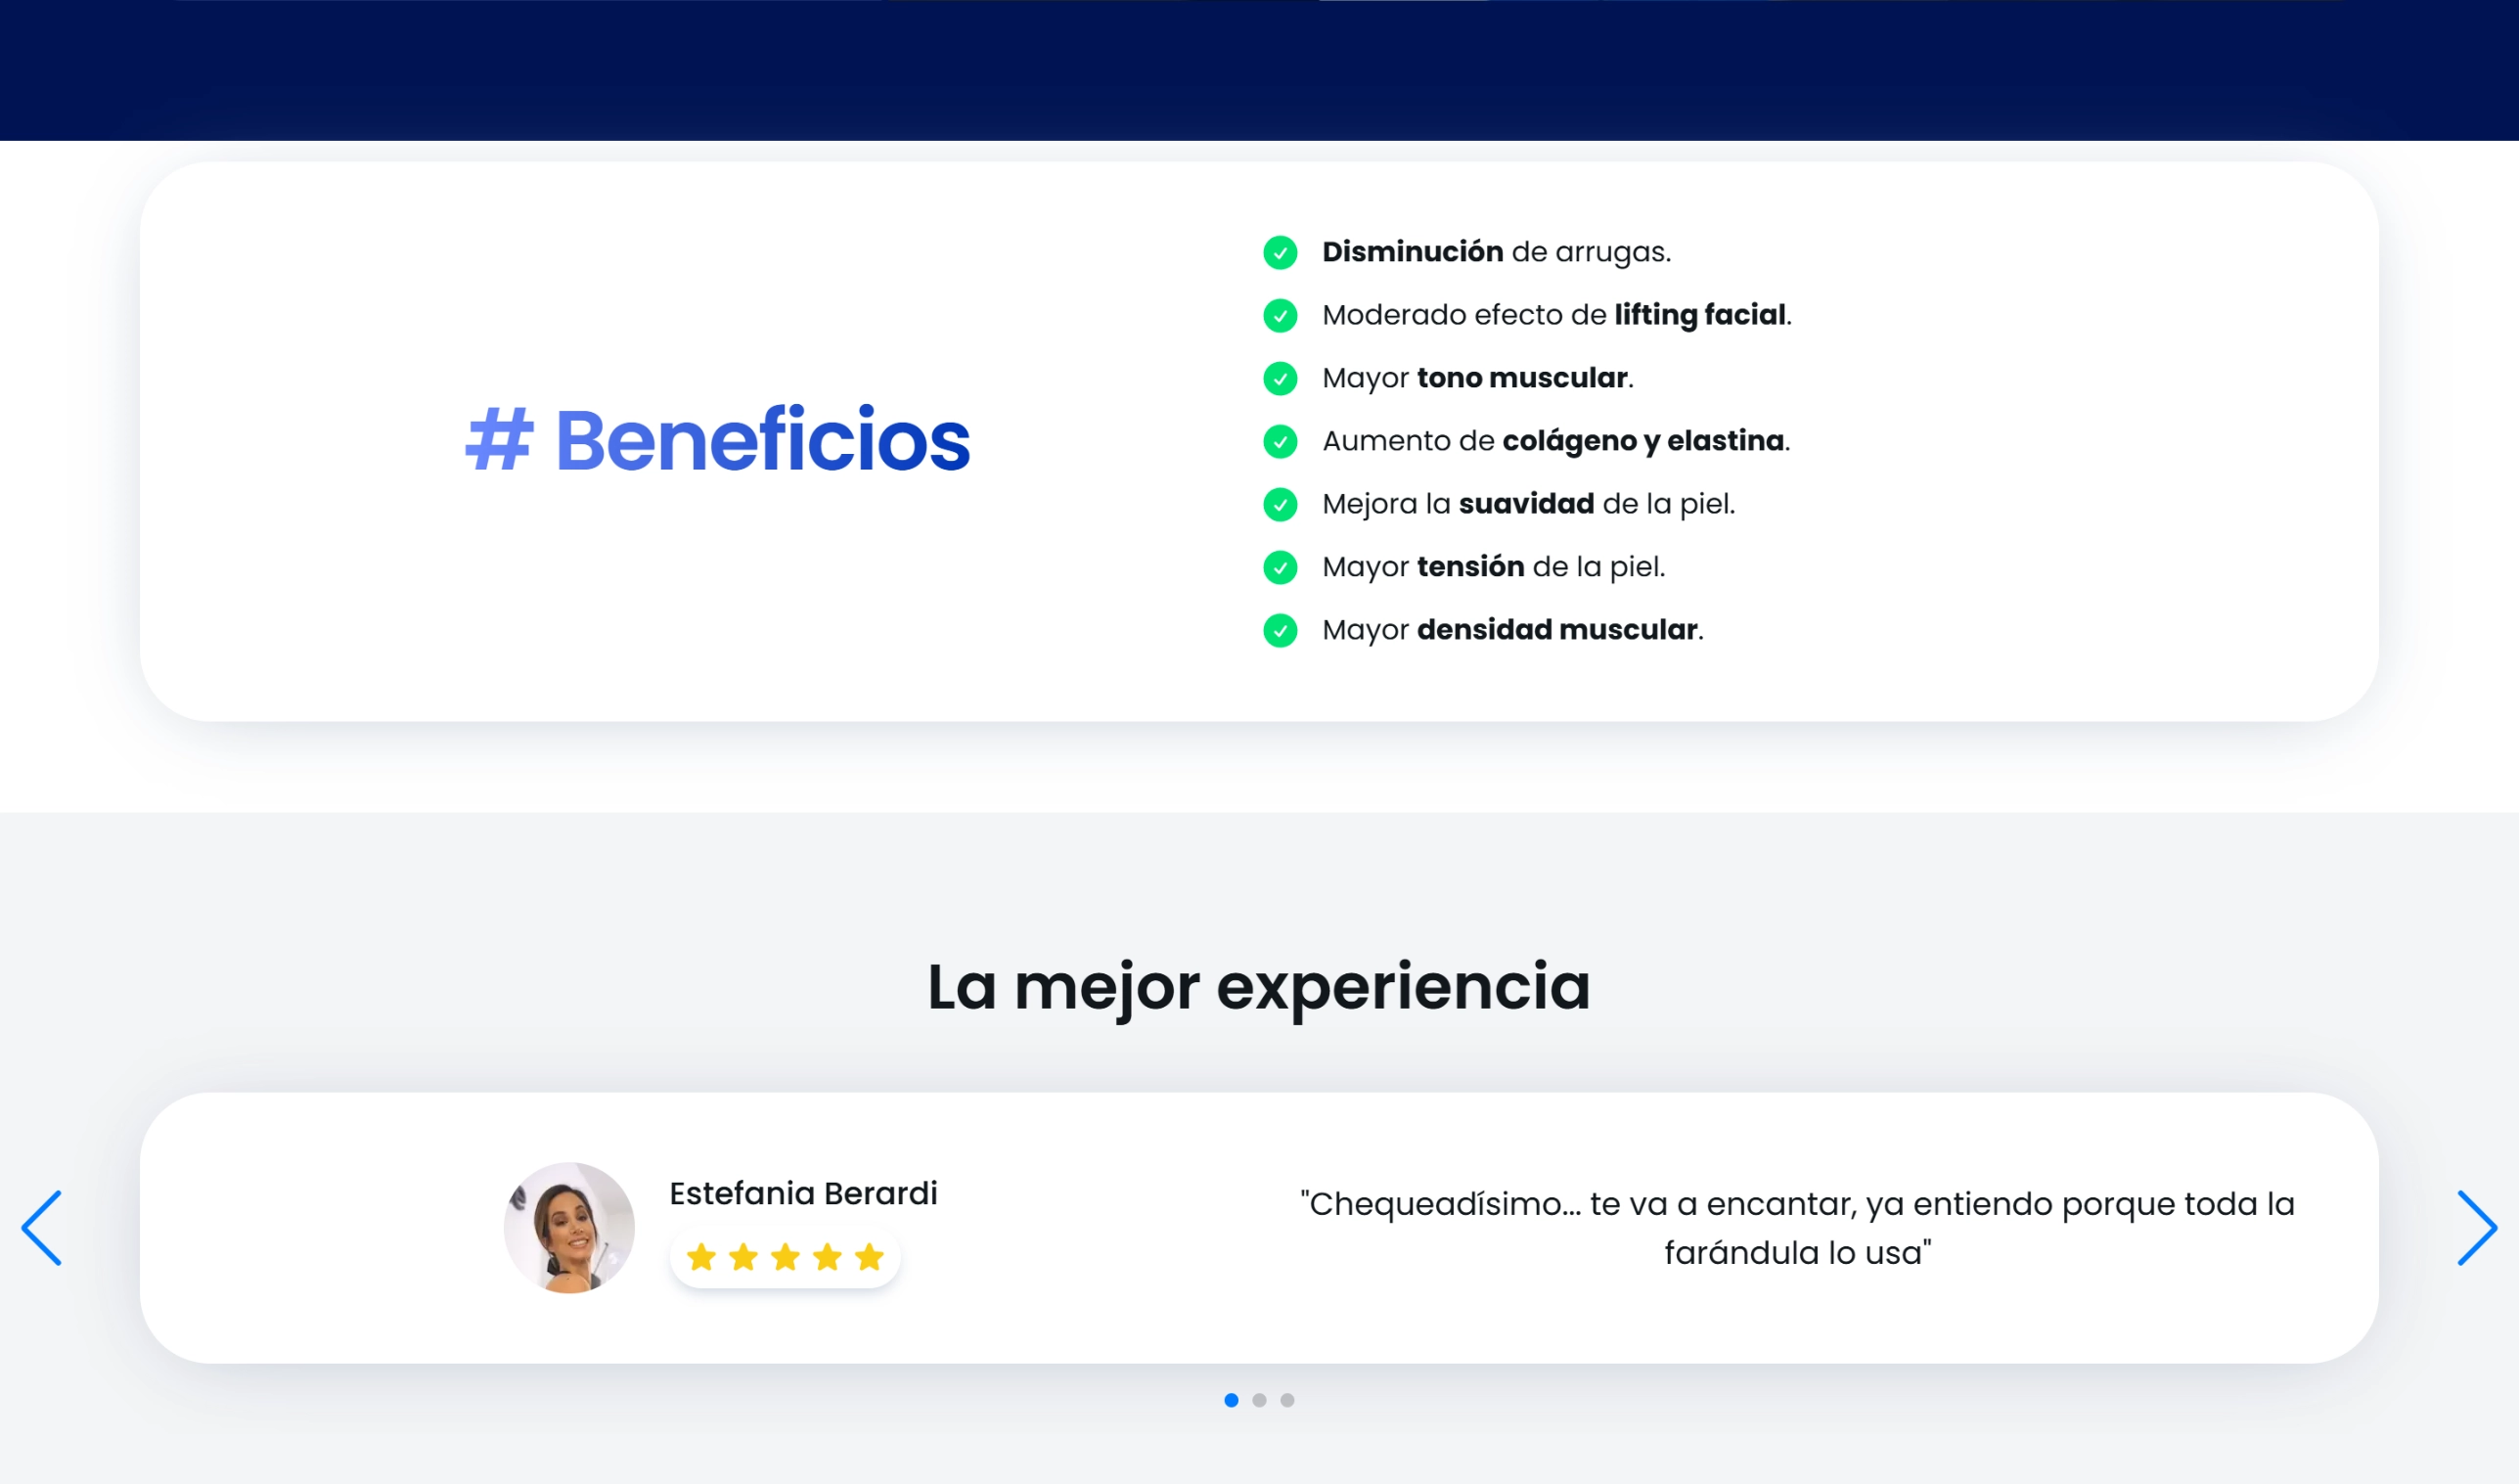 # Beneficios
Disminución de arrugas.
Moderado efecto de lifting facial.
Mayor tono muscular.
Aumento de colágeno y elastina.
Mejora la suavidad de la piel.
Mayor tensión de la piel.
Mayor densidad muscular.
La mejor experiencia
Estefania Berardi
"Chequeadísimo... te va a encantar, ya entiendo porque toda la
farándula lo usa"